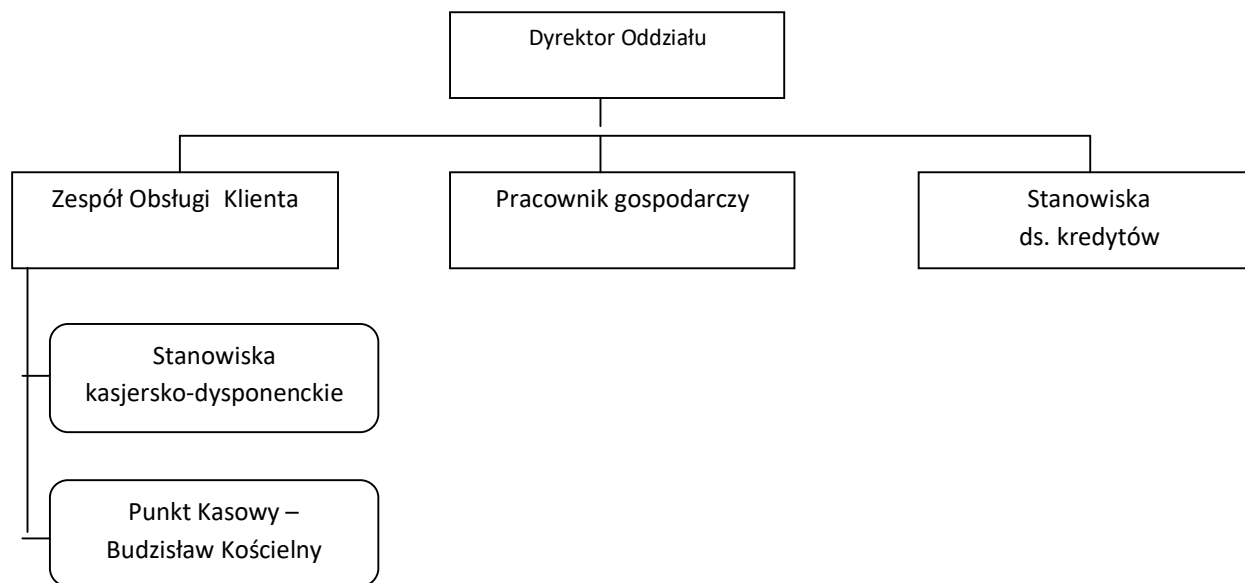 Dyrektor Oddziału
Zespół Obsługi  Klienta
Pracownik gospodarczy
Stanowiska
ds. kredytów
Stanowiska
kasjersko-dysponenckie
Punkt Kasowy –
Budzisław Kościelny